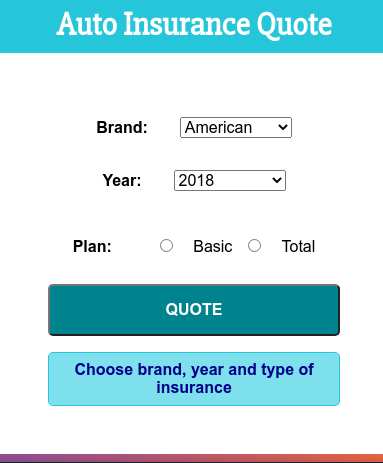 Auto Insurance Quote
Brand: American
Year: 2018
Plan: Basic Total
QUOTE
Choose brand, year and type of
insurance